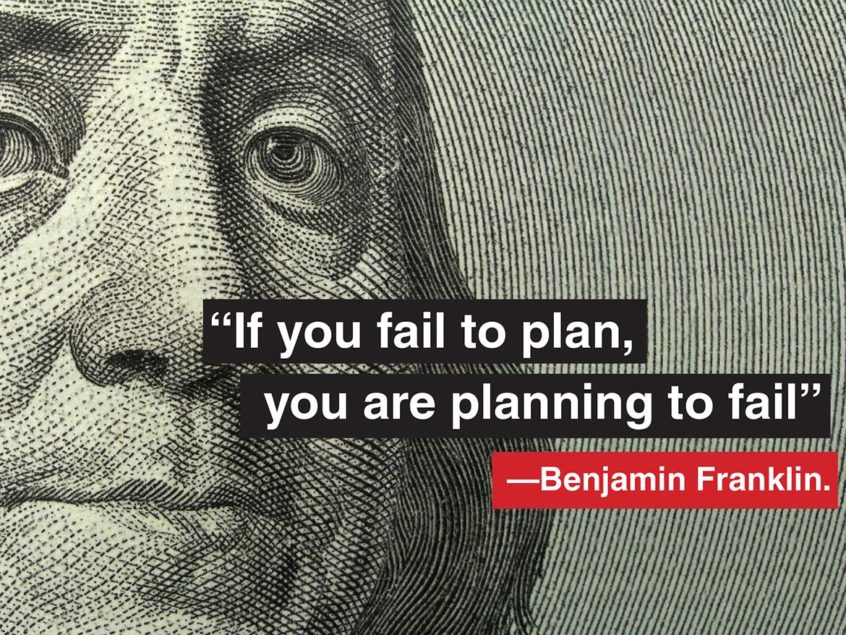 “If you fail to plan,
you are planning to fail”
—Benjamin Franklin.